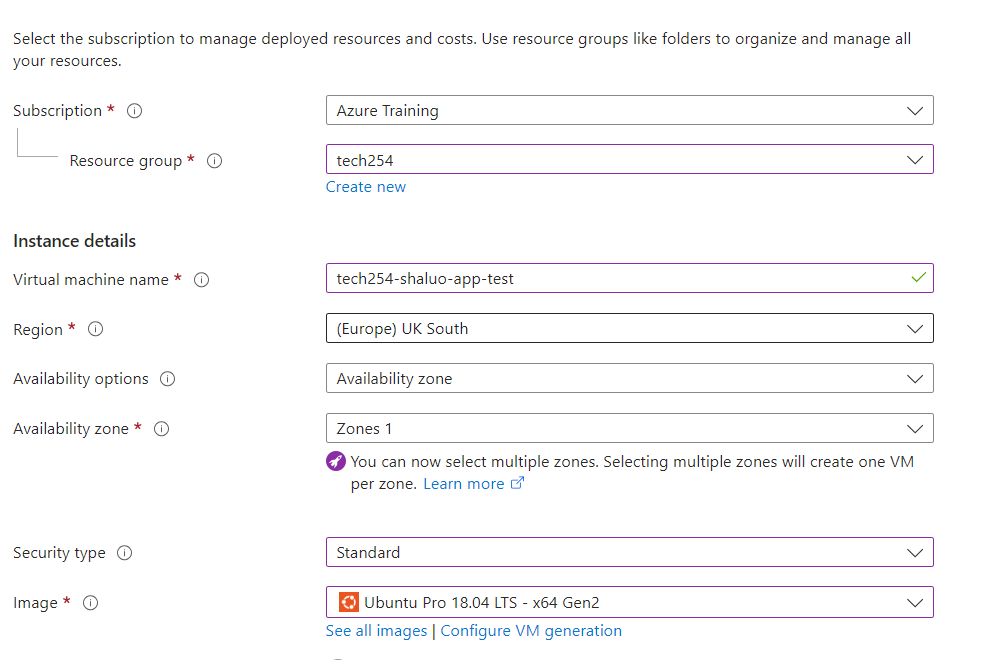 Select the subscription to manage deployed resources and costs. Use resource groups like folders to organize and manage all
your resources.
Subscription *
Azure Training
Resource group *
tech254
Create new
Instance details
Virtual machine name *
tech254-shaluo-app-test
Region *
(Europe) UK South
Availability options
Availability zone
Availability zone *
Zones 1
You can now select multiple zones. Selecting multiple zones will create one VM
per zone. Learn more
Security type
Standard
Image *
Ubuntu Pro 18.04 LTS - x64 Gen2
See all images | Configure VM generation